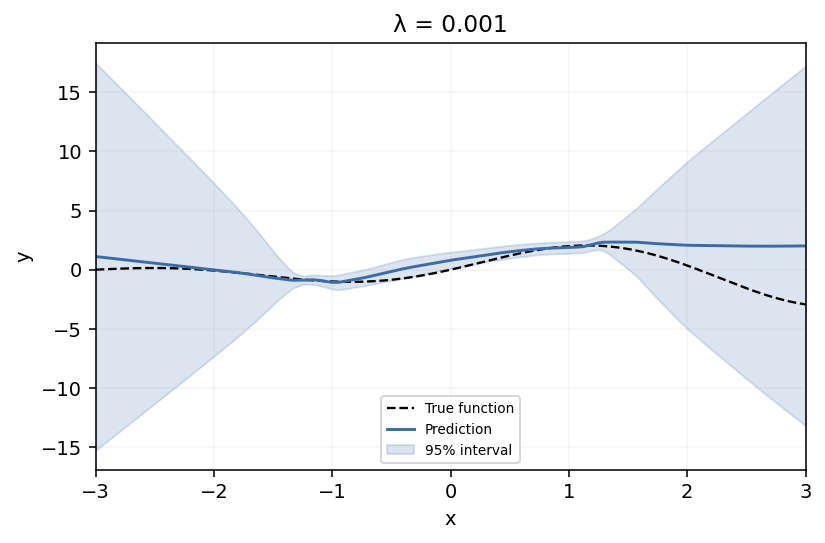 λ = 0.001
y
15
10
5
0
−5
−10
−15
True function
Prediction
95% interval
−3
−2
−1
0
1
2
3
x